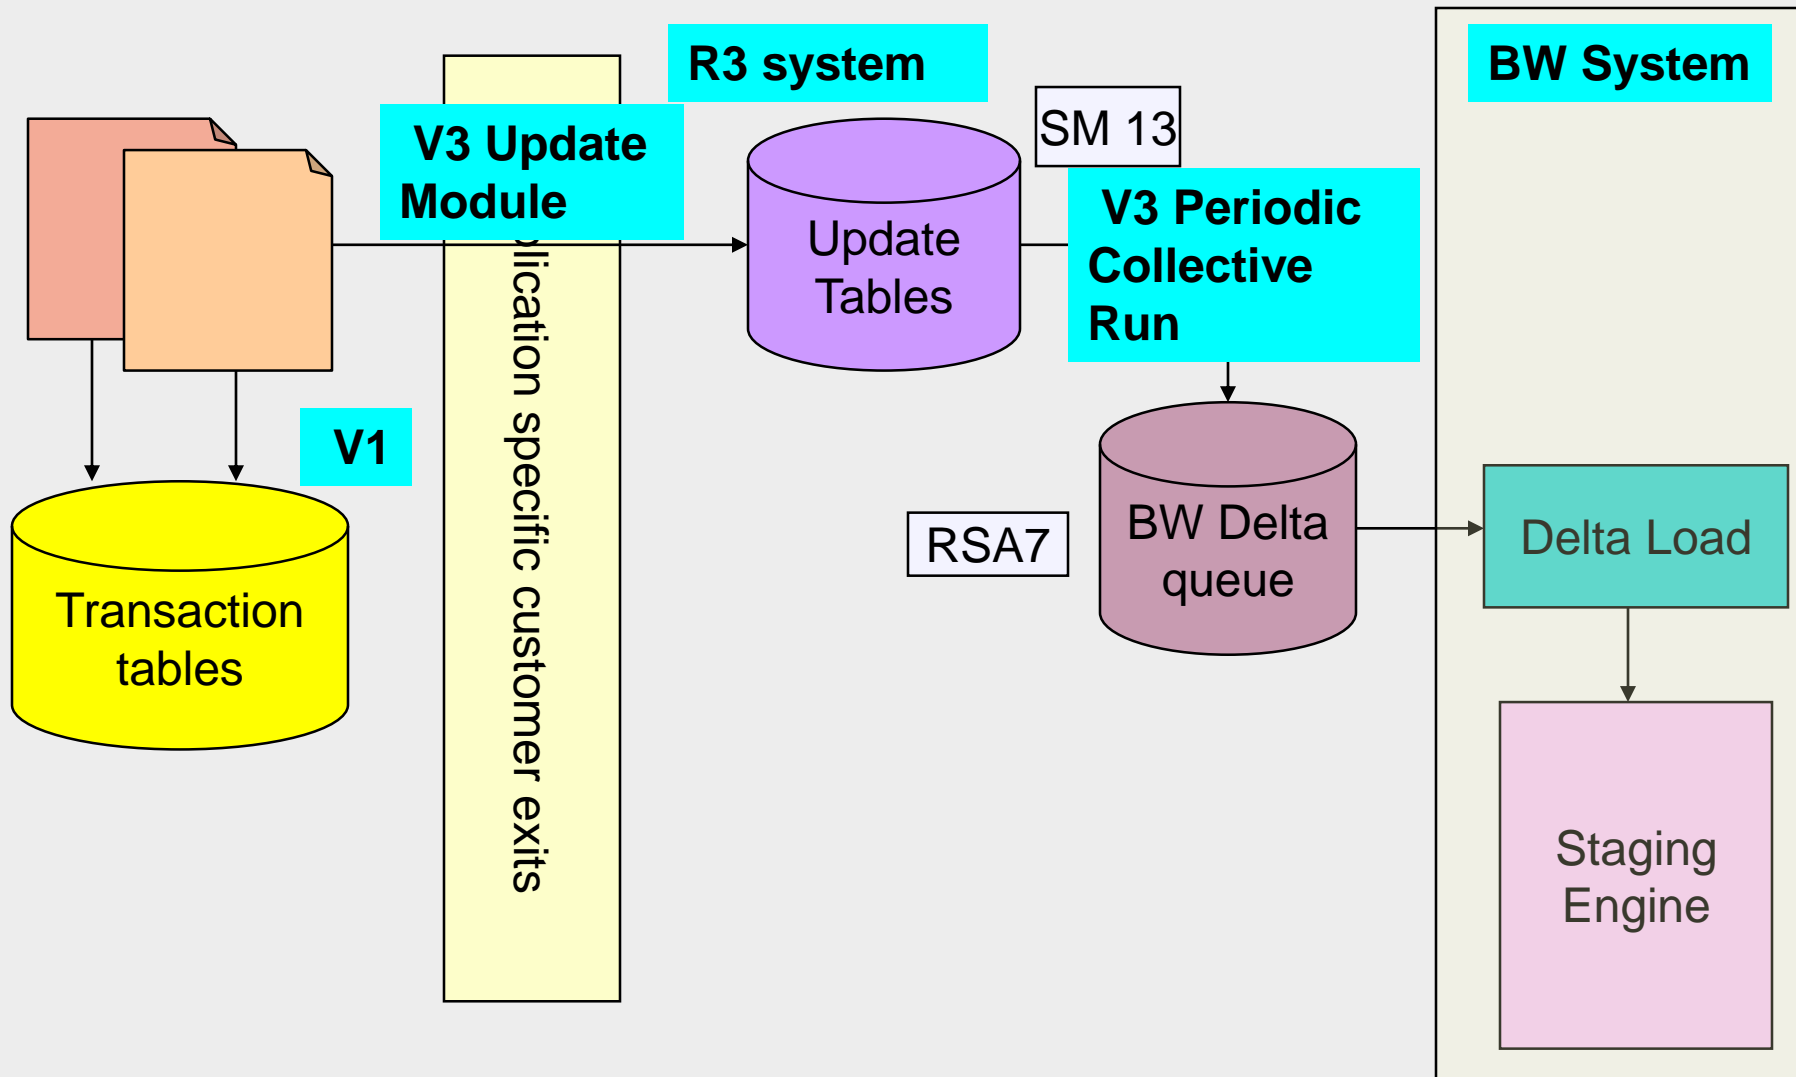 R3 system
BW System
SM 13
V3 Update
Module
V3 Periodic
Collective
Run
Update
Tables
V1
specific customer exits
Transaction
tables
RSA7
BW Delta
queue
Delta Load
Staging
Engine